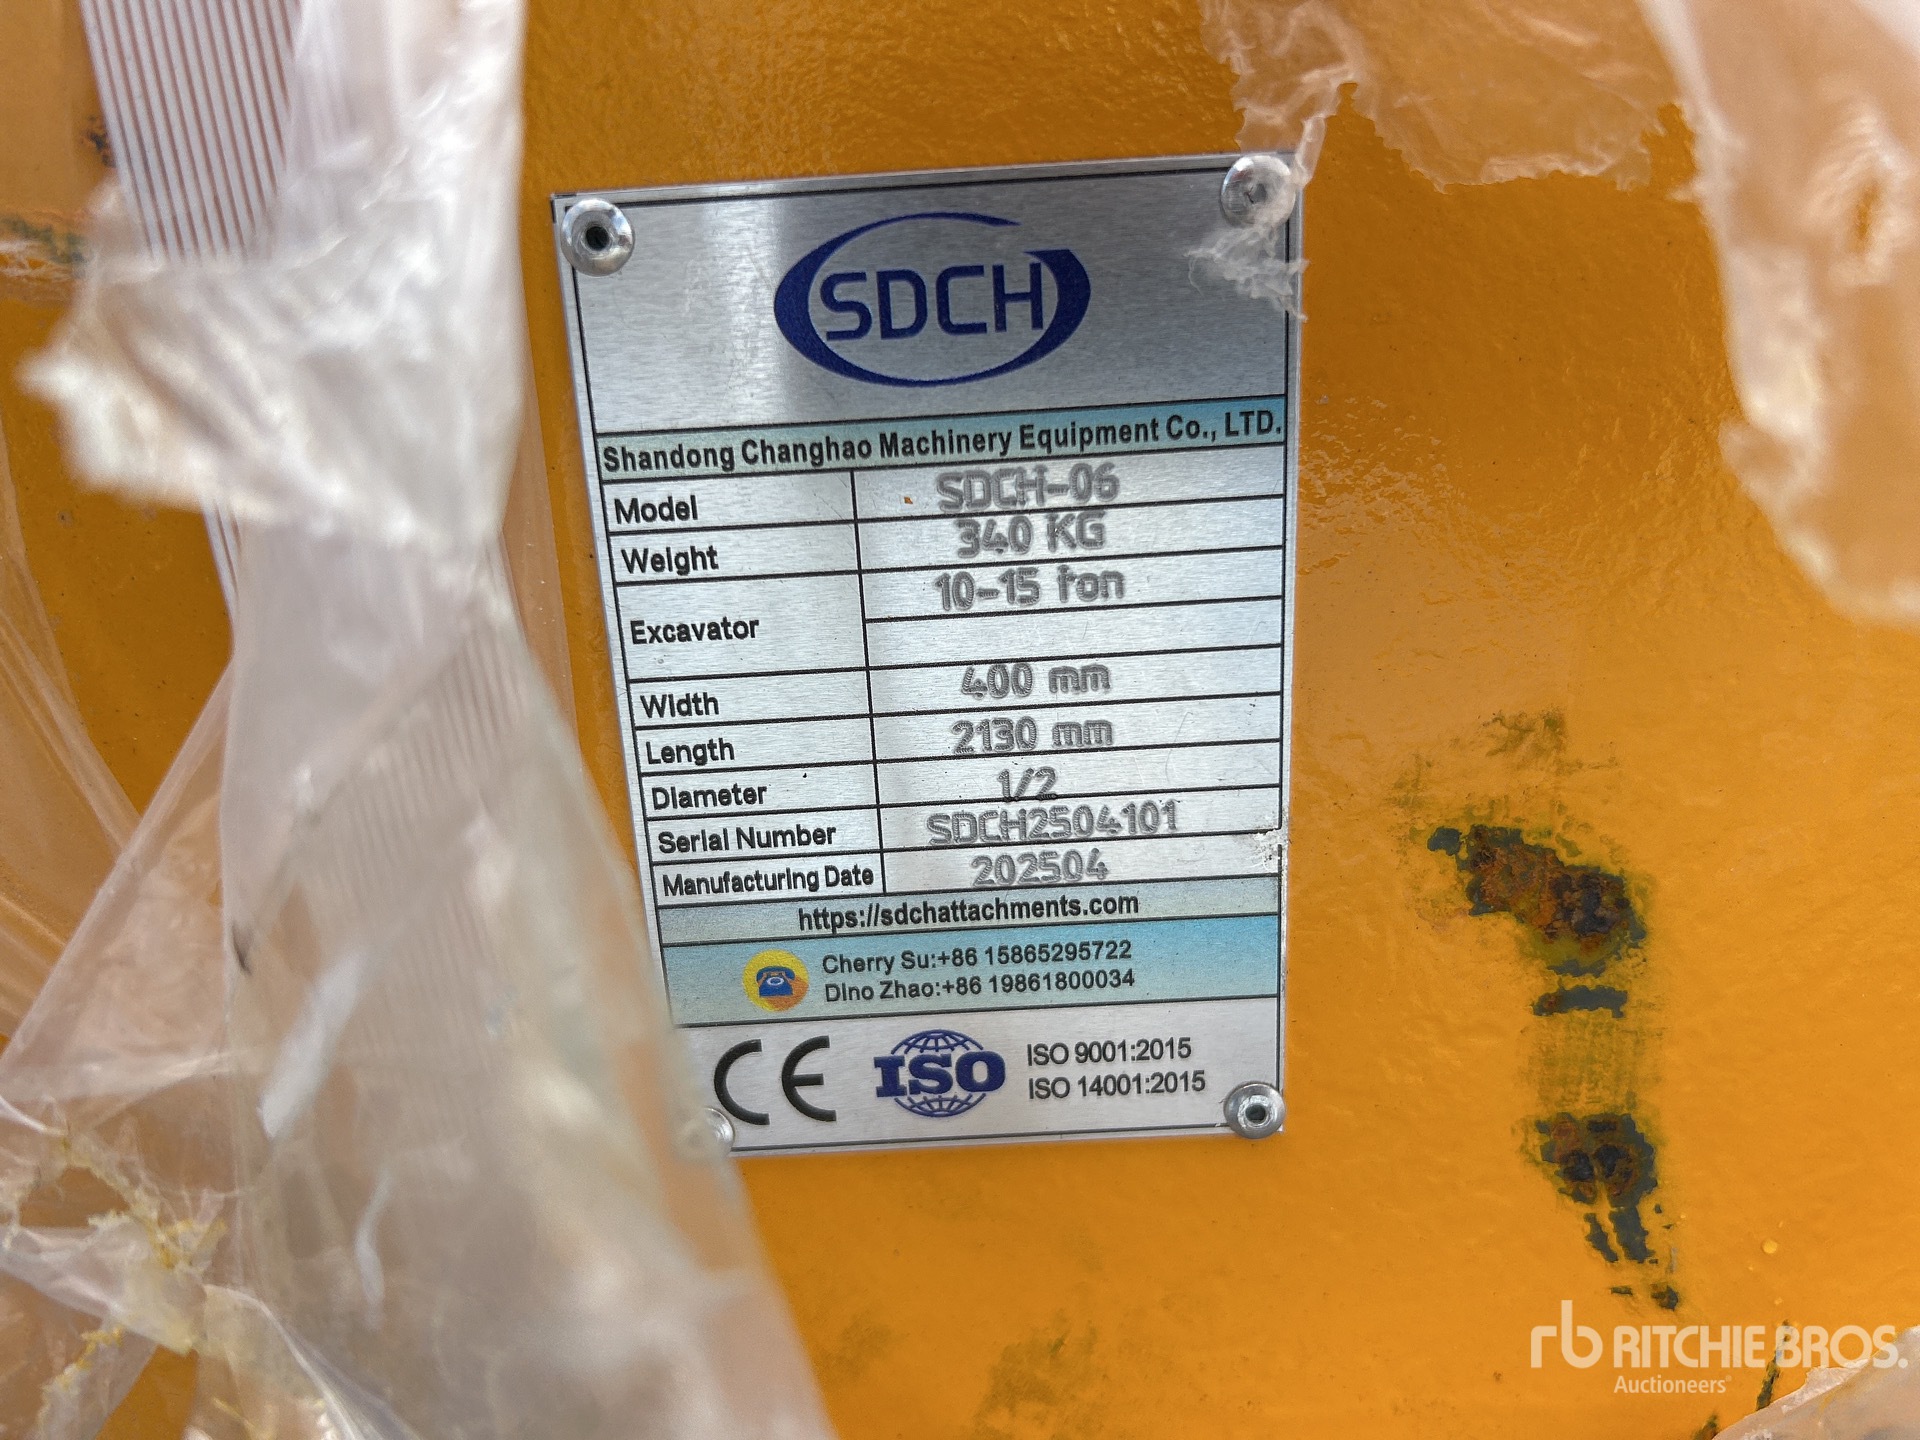 SDCH
Shandong Changhao Machinery Equipment Co., LTD.
Model SDCH-06
Weight 340 KG
Excavator 10-15 ton
Width 400 mm
Length 2130 mm
Diameter 1/2
Serial Number SDCH2504101
Manufacturing Date 202504
https://sdchattachments.com
Cherry Su:+86 15865295722
Dino Zhao:+86 19861800034
CE ISO ISO 9001:2015
ISO 14001:2015
rb RITCHIE BROS.
Auctioneers